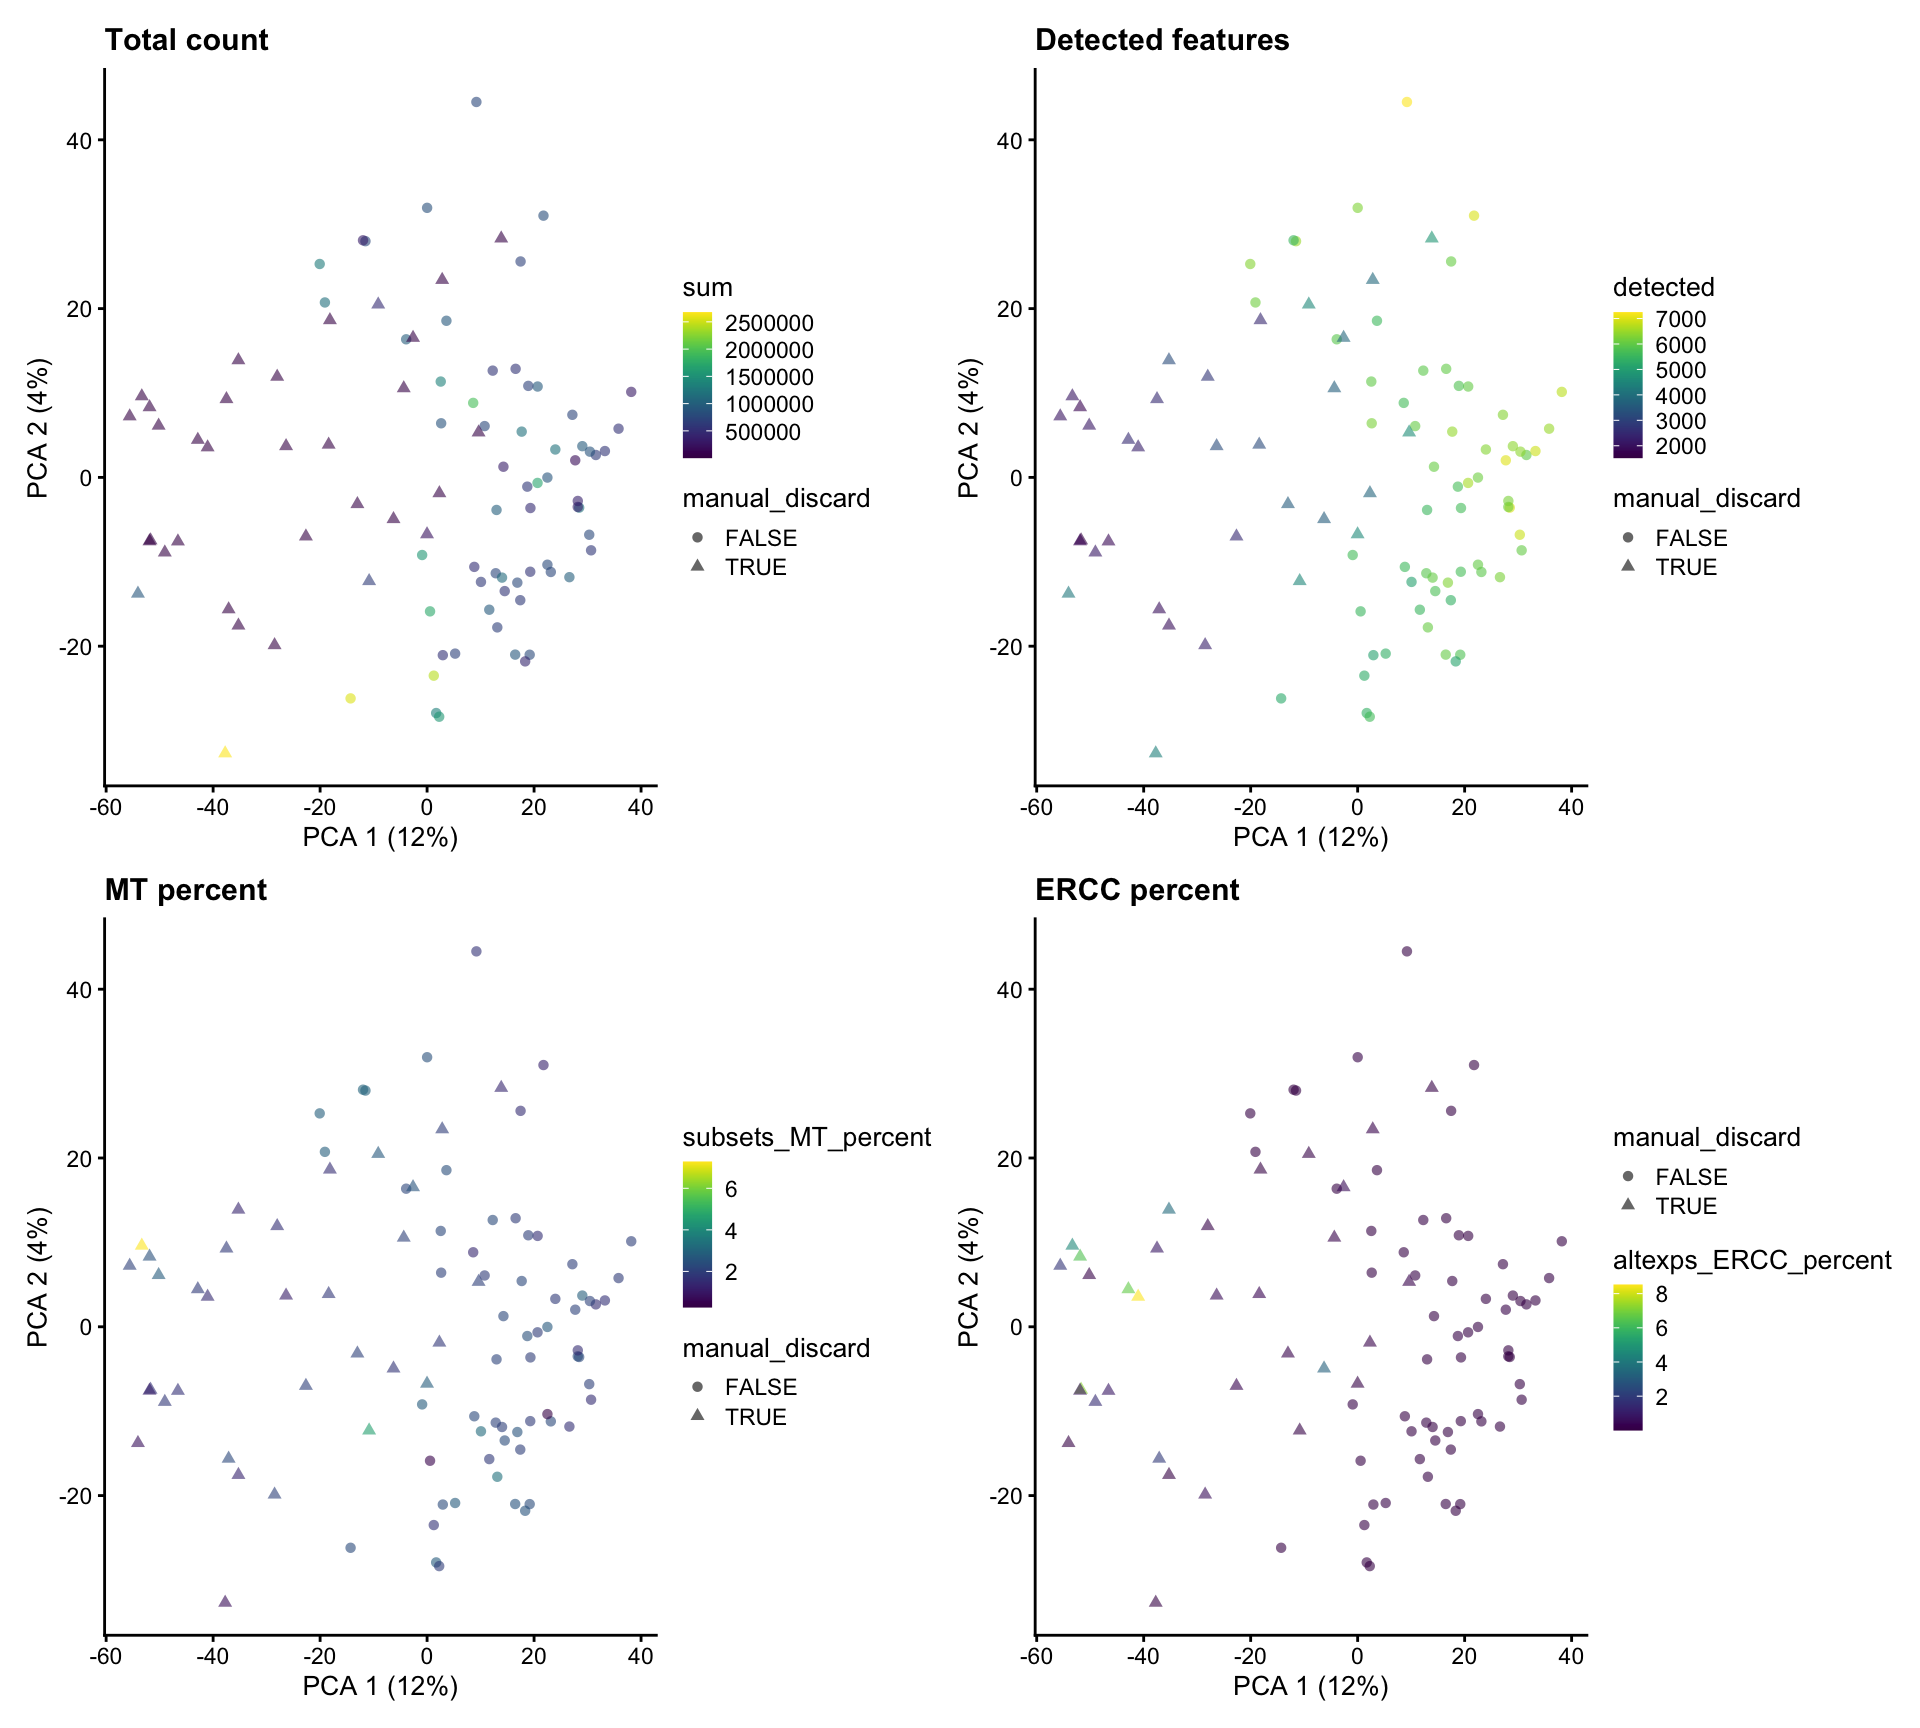 Total count
40
20
0
-20
-60
-40
-20
0
20
40
PCA 1 (12%)
PCA 2 (4%)
sum
2500000
2000000
1500000
1000000
500000
manual_discard
FALSE
TRUE
Detected features
40
20
0
-20
-60
-40
-20
0
20
40
PCA 1 (12%)
PCA 2 (4%)
detected
7000
6000
5000
4000
3000
2000
manual_discard
FALSE
TRUE
MT percent
40
20
0
-20
-60
-40
-20
0
20
40
PCA 1 (12%)
PCA 2 (4%)
subsets_MT_percent
6
4
2
manual_discard
FALSE
TRUE
ERCC percent
40
20
0
-20
-60
-40
-20
0
20
40
PCA 1 (12%)
PCA 2 (4%)
manual_discard
FALSE
TRUE
altexps_ERCC_percent
8
6
4
2